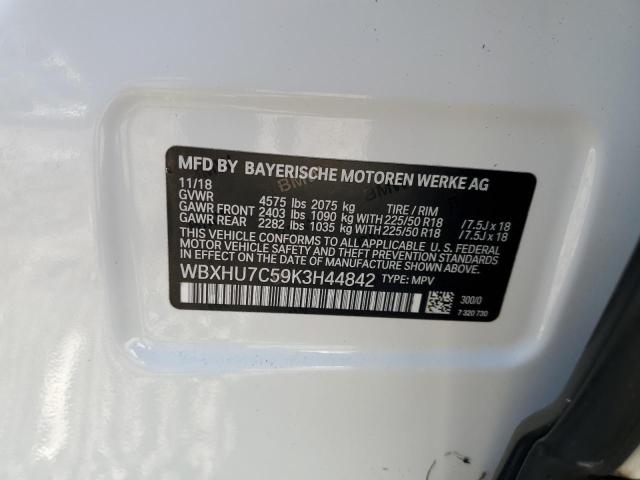 MFD BY BAYERISCHE MOTOREN WERKE AG
11/18
GVWR 4575 lbs 2075 kg TIRE / RIM
GAWR FRONT 2403 lbs 1090 kg WITH 225/50 R18 / 7.5J x 18
GAWR REAR 2282 lbs 1035 kg WITH 225/50 R18 / 7.5J x 18
THIS VEHICLE CONFORMS TO ALL APPLICABLE U.S. FEDERAL
MOTOR VEHICLE SAFETY STANDARDS IN EFFECT ON THE
DATE OF MANUFACTURE SHOWN ABOVE.
WBXHU7C59K3H44842 TYPE: MPV
300/0
7 320 730